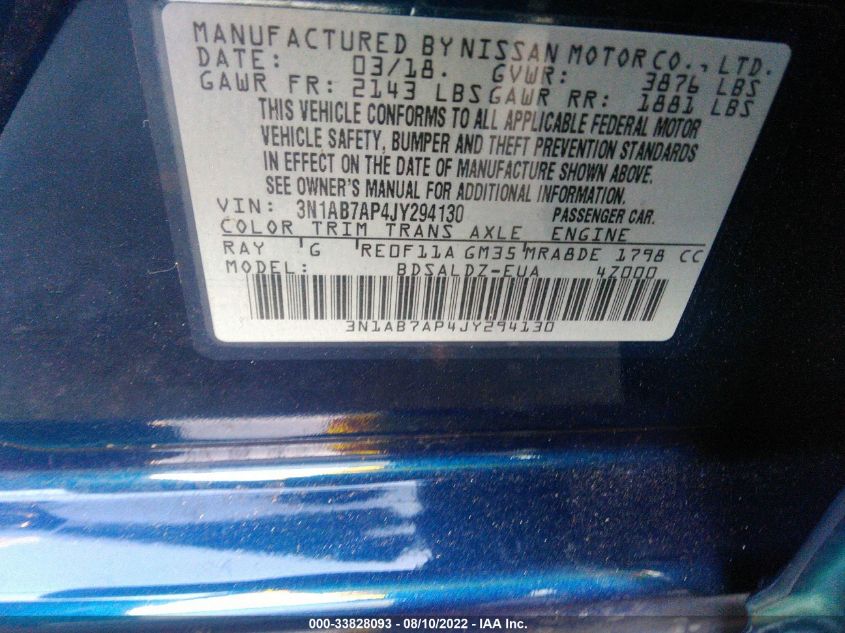 MANUFACTURED BY NISSAN MOTOR CO., LTD.
DATE: 03/18. GVWR: 3876 LBS
GAWR FR: 2143 LBS GAWR RR: 1881 LBS
THIS VEHICLE CONFORMS TO ALL APPLICABLE FEDERAL MOTOR
VEHICLE SAFETY, BUMPER AND THEFT PREVENTION STANDARDS
IN EFFECT ON THE DATE OF MANUFACTURE SHOWN ABOVE.
SEE OWNER'S MANUAL FOR ADDITIONAL INFORMATION.
VIN: 3N1AB7AP4JY294130 PASSENGER CAR.
COLOR TRIM TRANS AXLE ENGINE
RAY G RE0F11A GM35 MRA8DE 1798 CC
MODEL: BDSALDZ-EUA 4Z000
3N1AB7AP4JY294130
000-33828093 -- 08/10/2022 -- IAA Inc.